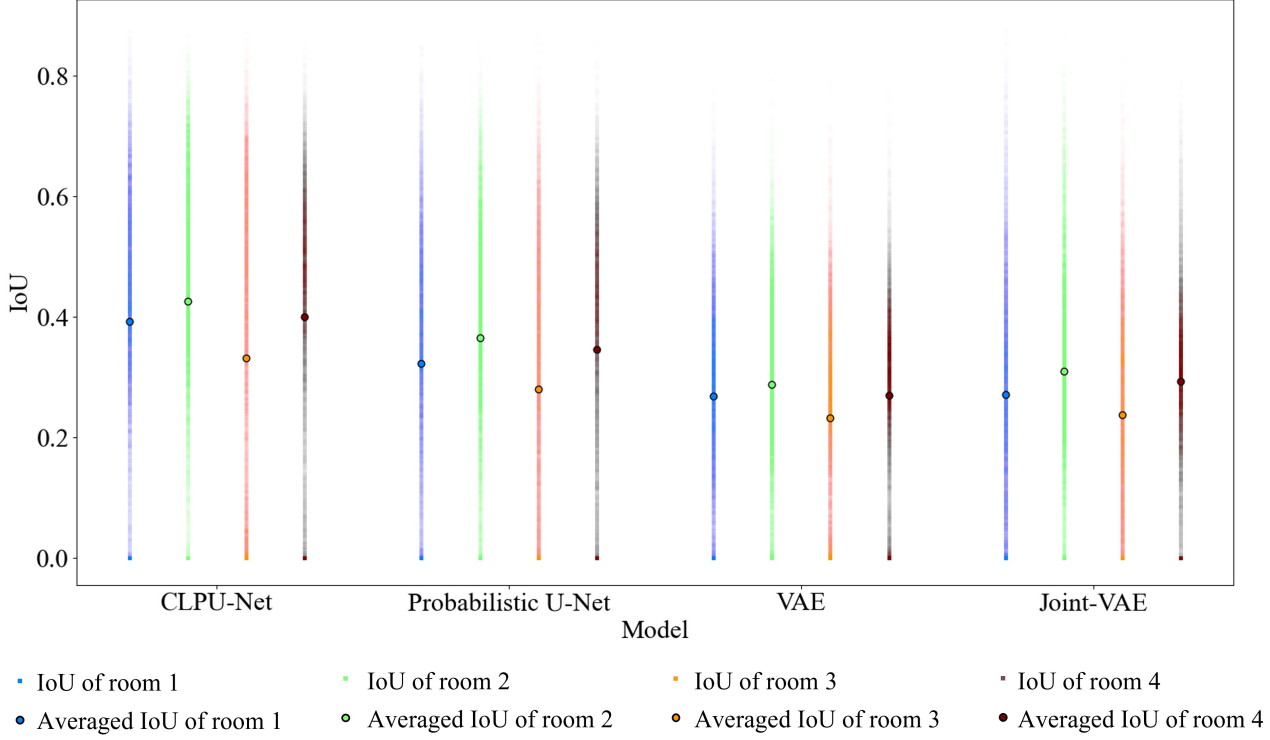 0.8
0.6
0.4
0.2
0.0
IoU
CLPU-Net Probabilistic U-Net VAE Joint-VAE
Model
IoU of room 1 IoU of room 2 IoU of room 3 IoU of room 4
Averaged IoU of room 1 Averaged IoU of room 2 Averaged IoU of room 3 Averaged IoU of room 4